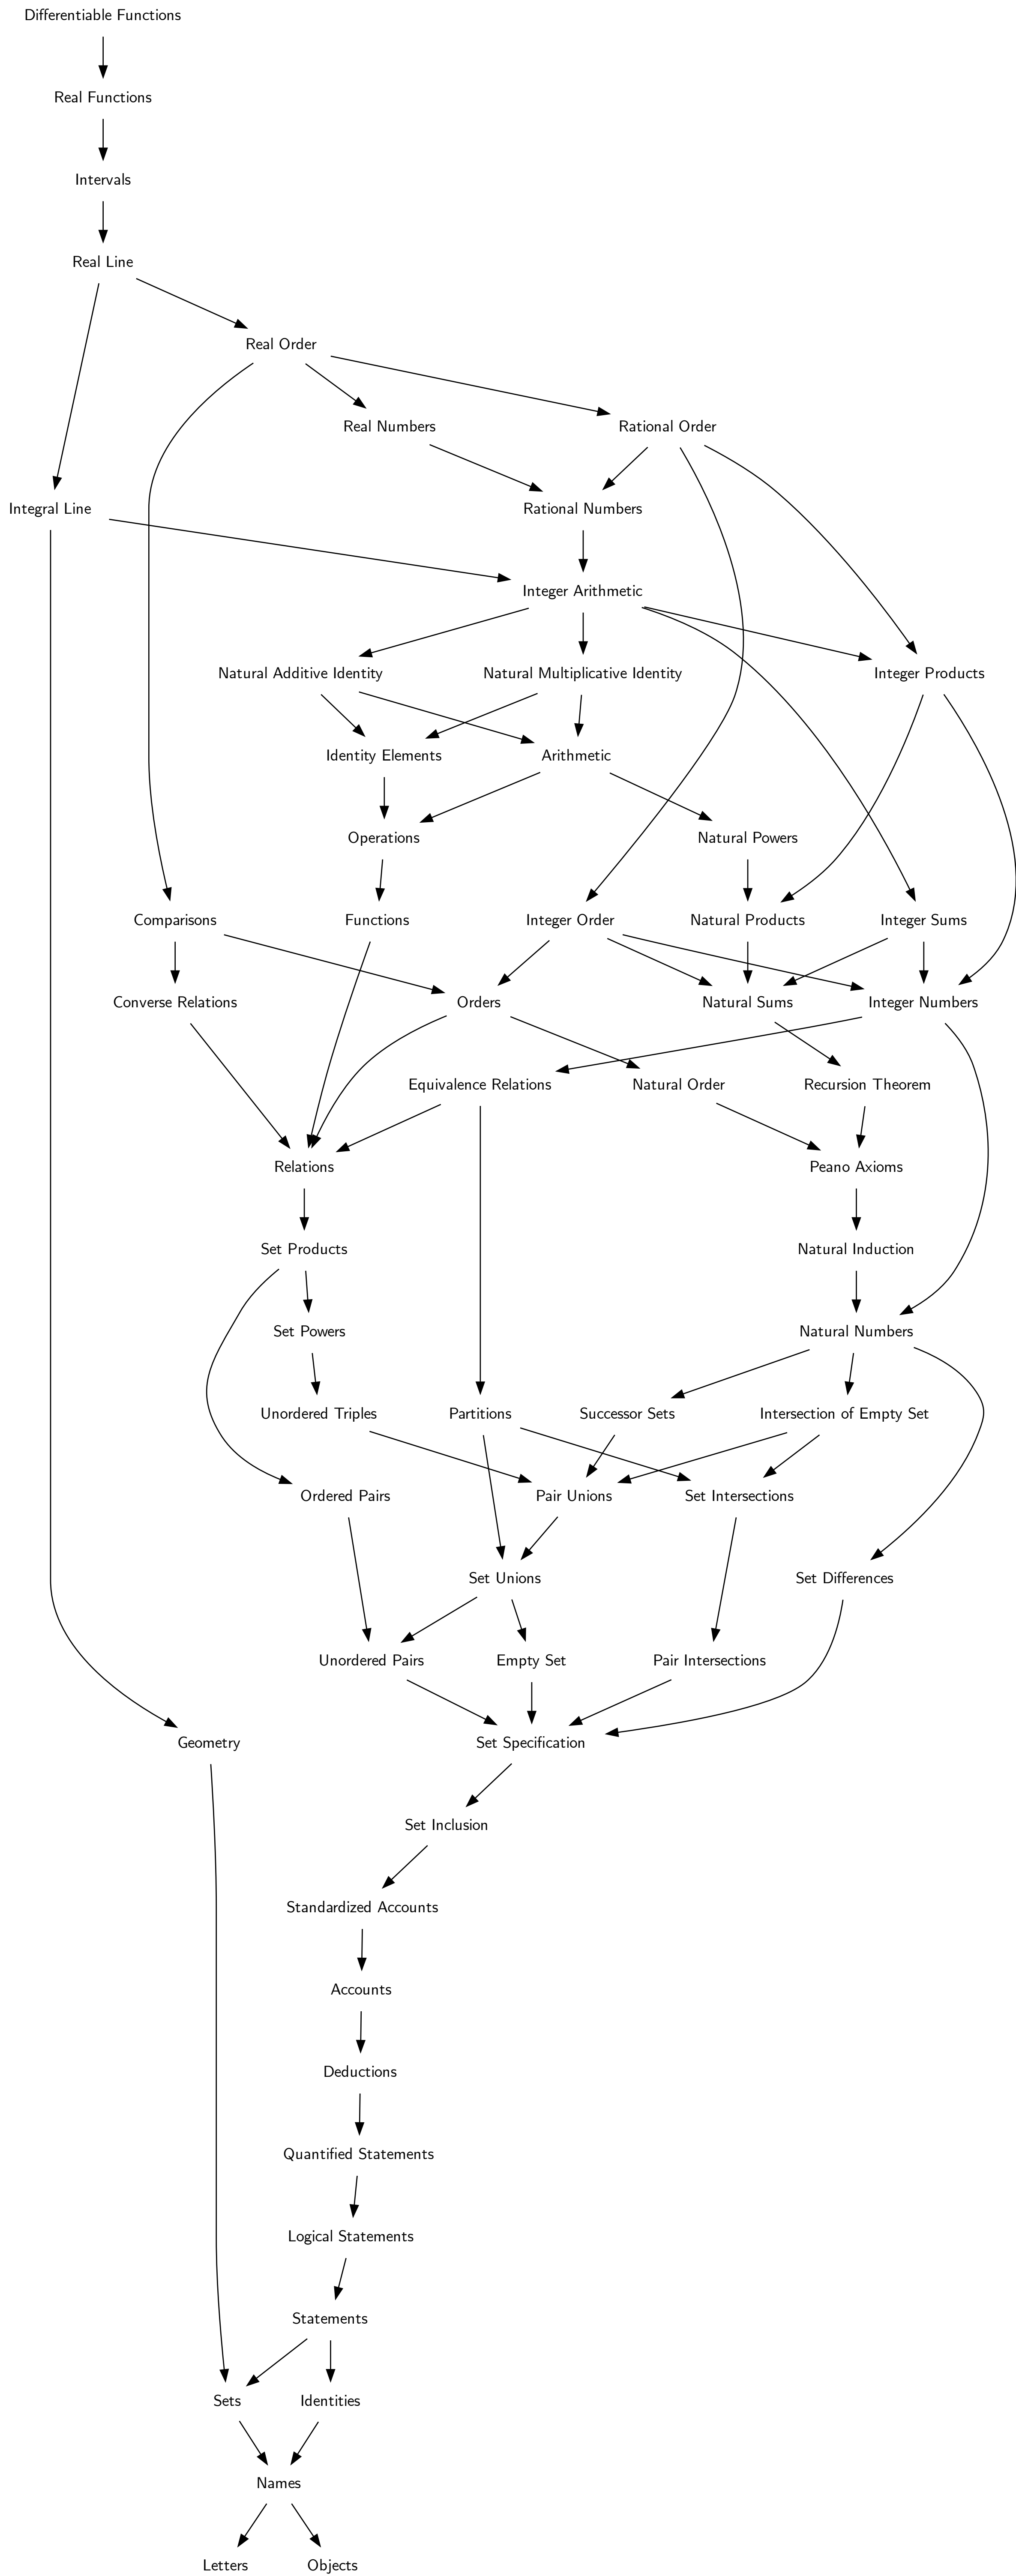 Differentiable Functions
Real Functions
Intervals
Real Line
Real Order
Real Numbers
Rational Order
Integral Line
Rational Numbers
Integer Arithmetic
Natural Additive Identity
Natural Multiplicative Identity
Integer Products
Identity Elements
Arithmetic
Operations
Natural Powers
Comparisons
Functions
Integer Order
Natural Products
Integer Sums
Converse Relations
Orders
Natural Sums
Integer Numbers
Equivalence Relations
Natural Order
Recursion Theorem
Relations
Peano Axioms
Set Products
Natural Induction
Set Powers
Natural Numbers
Unordered Triples
Partitions
Successor Sets
Intersection of Empty Set
Ordered Pairs
Pair Unions
Set Intersections
Set Unions
Set Differences
Unordered Pairs
Empty Set
Pair Intersections
Geometry
Set Specification
Set Inclusion
Standardized Accounts
Accounts
Deductions
Quantified Statements
Logical Statements
Statements
Sets
Identities
Names
Letters
Objects